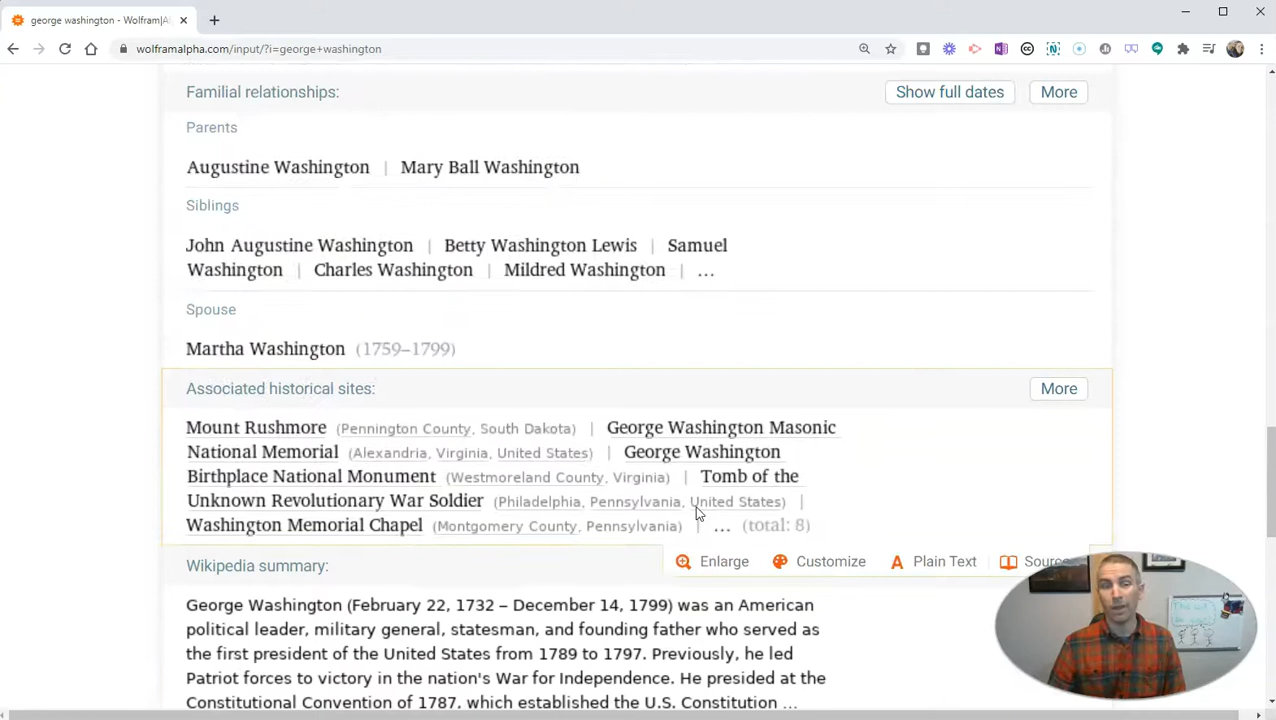 george washington - Wolfram|Al
wolframalpha.com/input/?i=george+washington
Familial relationships:
Show full dates
More
Parents
Augustine Washington | Mary Ball Washington
Siblings
John Augustine Washington | Betty Washington Lewis | Samuel
Washington | Charles Washington | Mildred Washington | ...
Spouse
Martha Washington (1759–1799)
Associated historical sites:
More
Mount Rushmore (Pennington County, South Dakota) | George Washington Masonic
National Memorial (Alexandria, Virginia, United States) | George Washington
Birthplace National Monument (Westmoreland County, Virginia) | Tomb of the
Unknown Revolutionary War Soldier (Philadelphia, Pennsylvania, United States) |
Washington Memorial Chapel (Montgomery County, Pennsylvania) | ... (total: 8)
Enlarge
Customize
A Plain Text
Sources
Wikipedia summary:
George Washington (February 22, 1732 – December 14, 1799) was an American
political leader, military general, statesman, and founding father who served as
the first president of the United States from 1789 to 1797. Previously, he led
Patriot forces to victory in the nation's War for Independence. He presided at the
Constitutional Convention of 1787, which established the U.S. Constitution ...